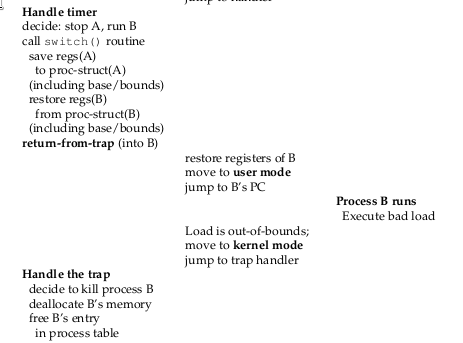 jump to handler
Handle timer
decide: stop A, run B
call switch() routine
save regs(A)
to proc-struct(A)
(including base/bounds)
restore regs(B)
from proc-struct(B)
(including base/bounds)
return-from-trap (into B)
restore registers of B
move to user mode
jump to B's PC
Process B runs
Execute bad load
Load is out-of-bounds;
move to kernel mode
jump to trap handler
Handle the trap
decide to kill process B
deallocate B's memory
free B's entry
in process table